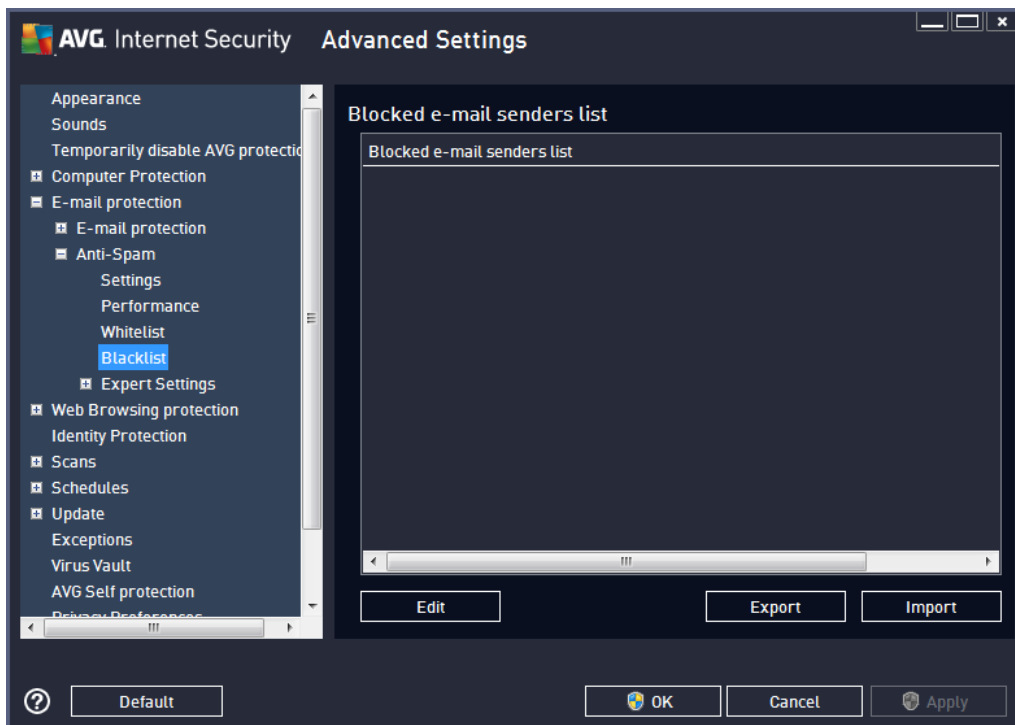 AVG. Internet Security Advanced Settings
Appearance
Sounds
Temporarily disable AVG protectic
Computer Protection
E-mail protection
E-mail protection
Anti-Spam
Settings
Performance
Whitelist
Blacklist
Expert Settings
Web Browsing protection
Identity Protection
Scans
Schedules
Update
Exceptions
Virus Vault
AVG Self protection
Privacy Preferences
Blocked e-mail senders list
Blocked e-mail senders list
Edit
Export
Import
Default
OK
Cancel
Apply